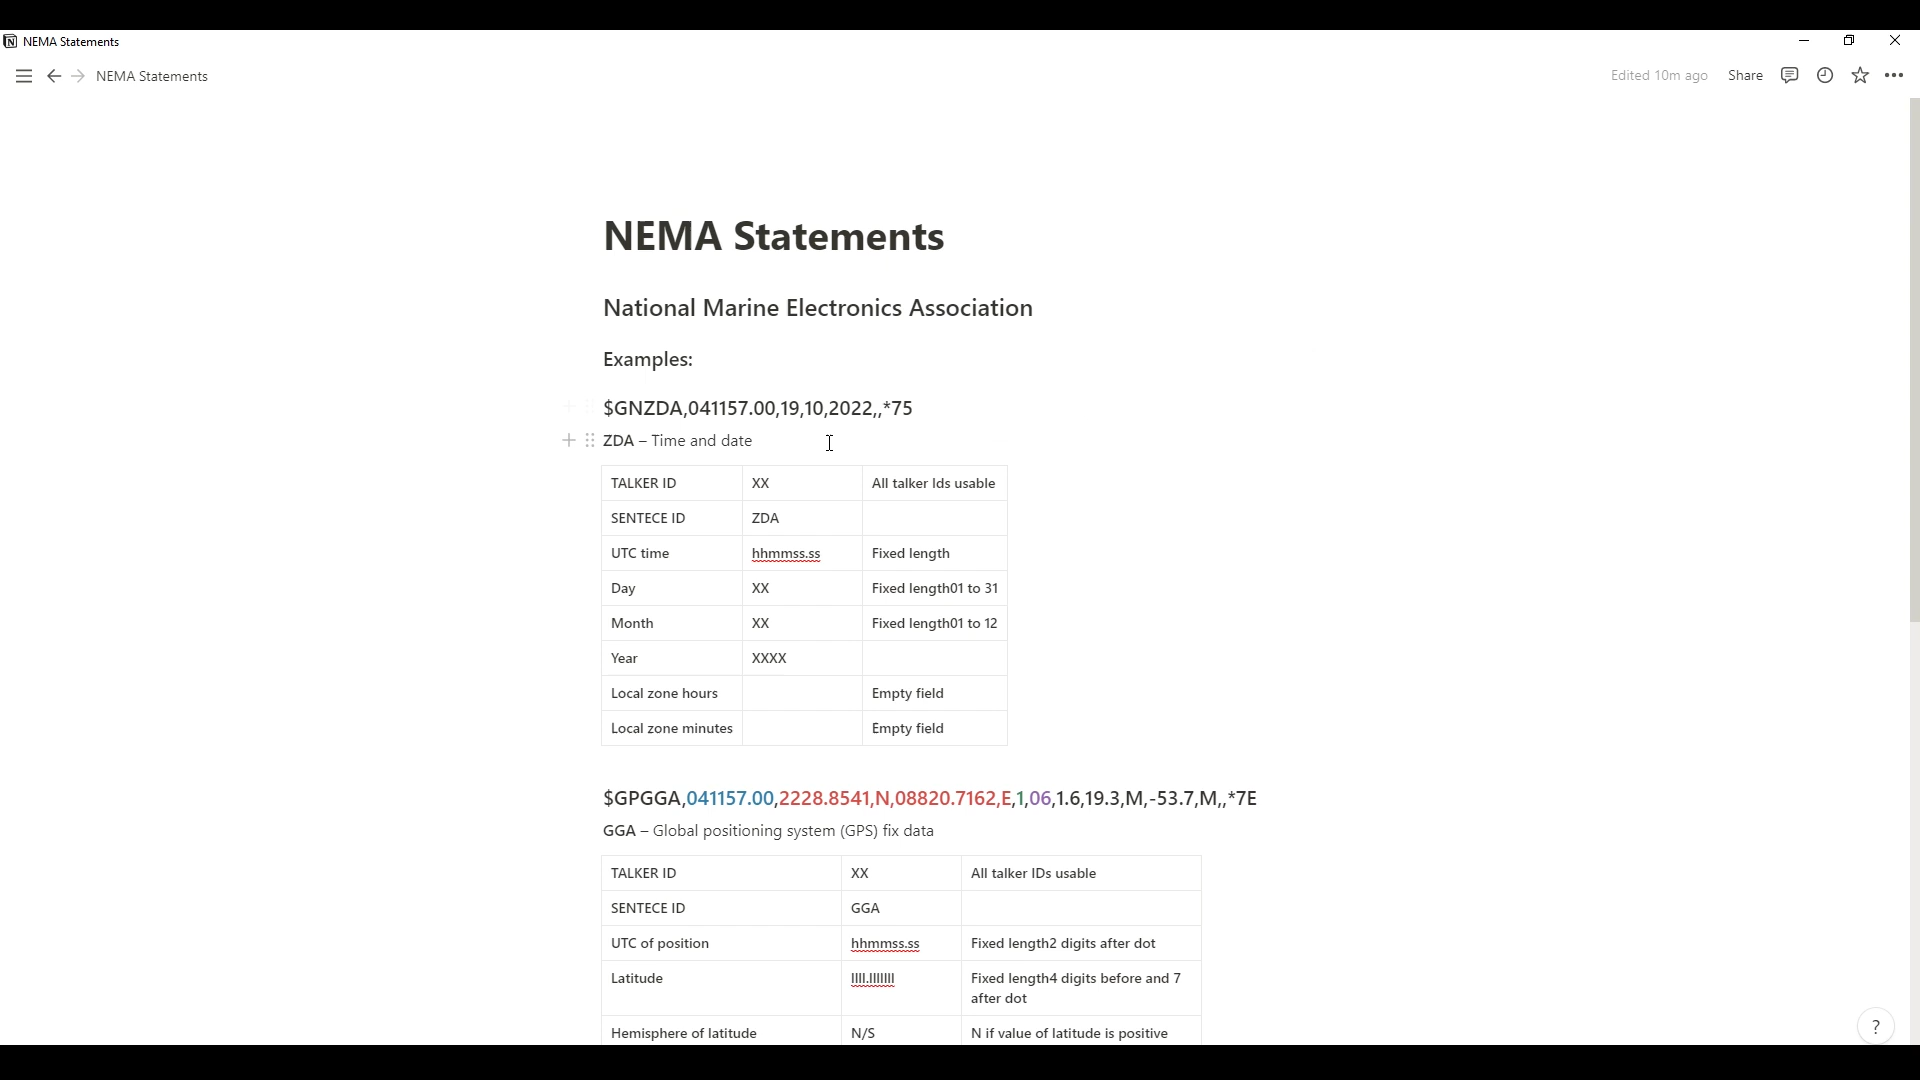 NEMA Statements
NEMA Statements
Edited 10m ago
Share
NEMA Statements
National Marine Electronics Association
Examples:
$GNZDA,041157.00,19,10,2022,,*75
ZDA – Time and date
TALKER ID XX All talker Ids usable
SENTECE ID ZDA
UTC time hhmmss.ss Fixed length
Day XX Fixed length01 to 31
Month XX Fixed length01 to 12
Year XXXX
Local zone hours Empty field
Local zone minutes Empty field
$GPGGA,041157.00,2228.8541,N,08820.7162,E,1,06,1.6,19.3,M,-53.7,M,,*7E
GGA – Global positioning system (GPS) fix data
TALKER ID XX All talker IDs usable
SENTECE ID GGA
UTC of position hhmmss.ss Fixed length2 digits after dot
Latitude llll.lllllll Fixed length4 digits before and 7
after dot
Hemisphere of latitude N/S N if value of latitude is positive
?